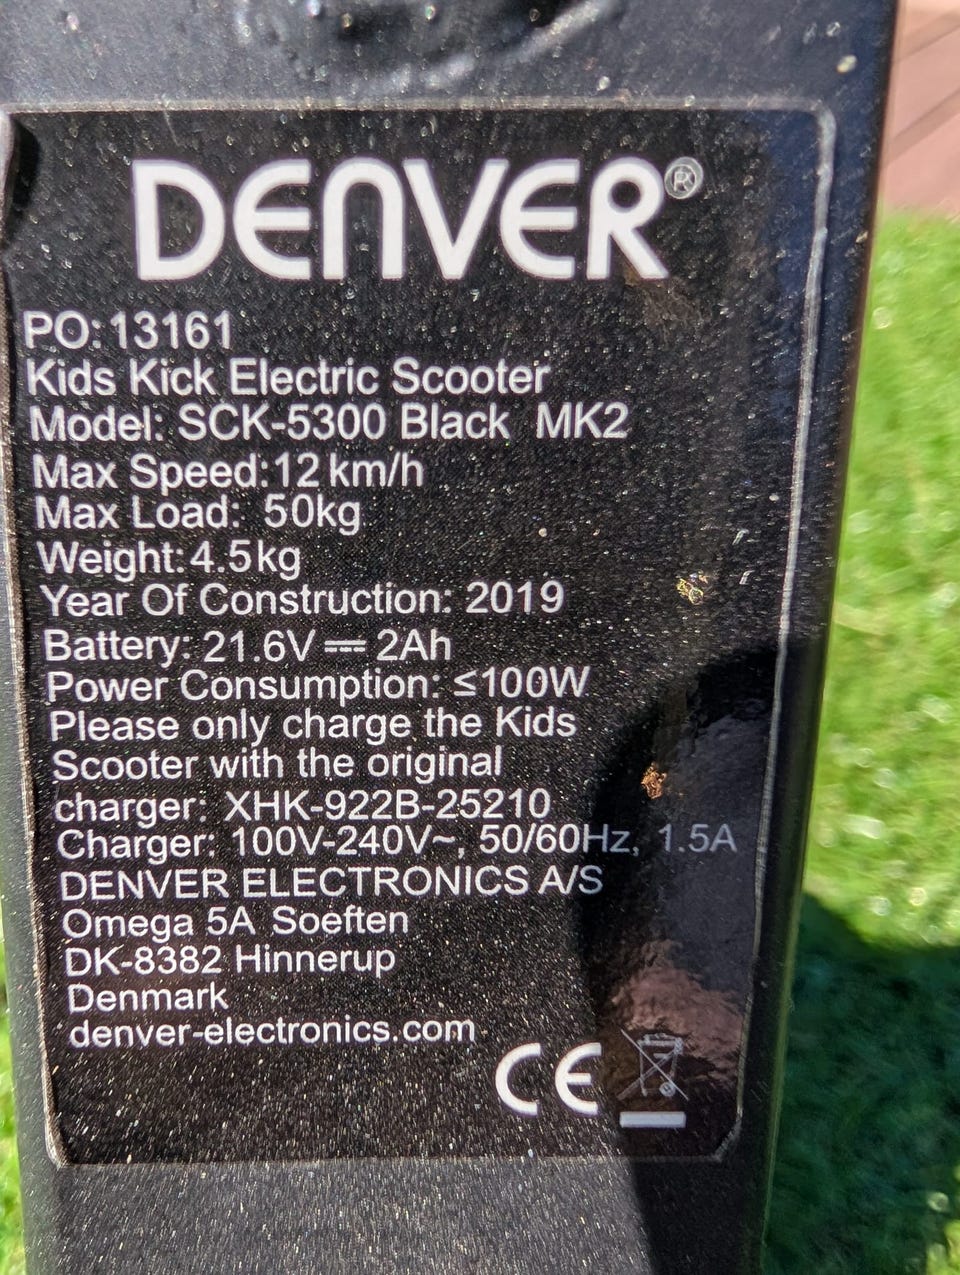 DENVER®
PO: 13161
Kids Kick Electric Scooter
Model: SCK-5300 Black MK2
Max Speed: 12 km/h
Max Load: 50kg
Weight: 4.5kg
Year Of Construction: 2019
Battery: 21.6V ⎓ 2Ah
Power Consumption: ≤100W
Please only charge the Kids
Scooter with the original
charger: XHK-922B-25210
Charger: 100V-240V~, 50/60Hz, 1.5A
DENVER ELECTRONICS A/S
Omega 5A Soeften
DK-8382 Hinnerup
Denmark
denver-electronics.com
CE